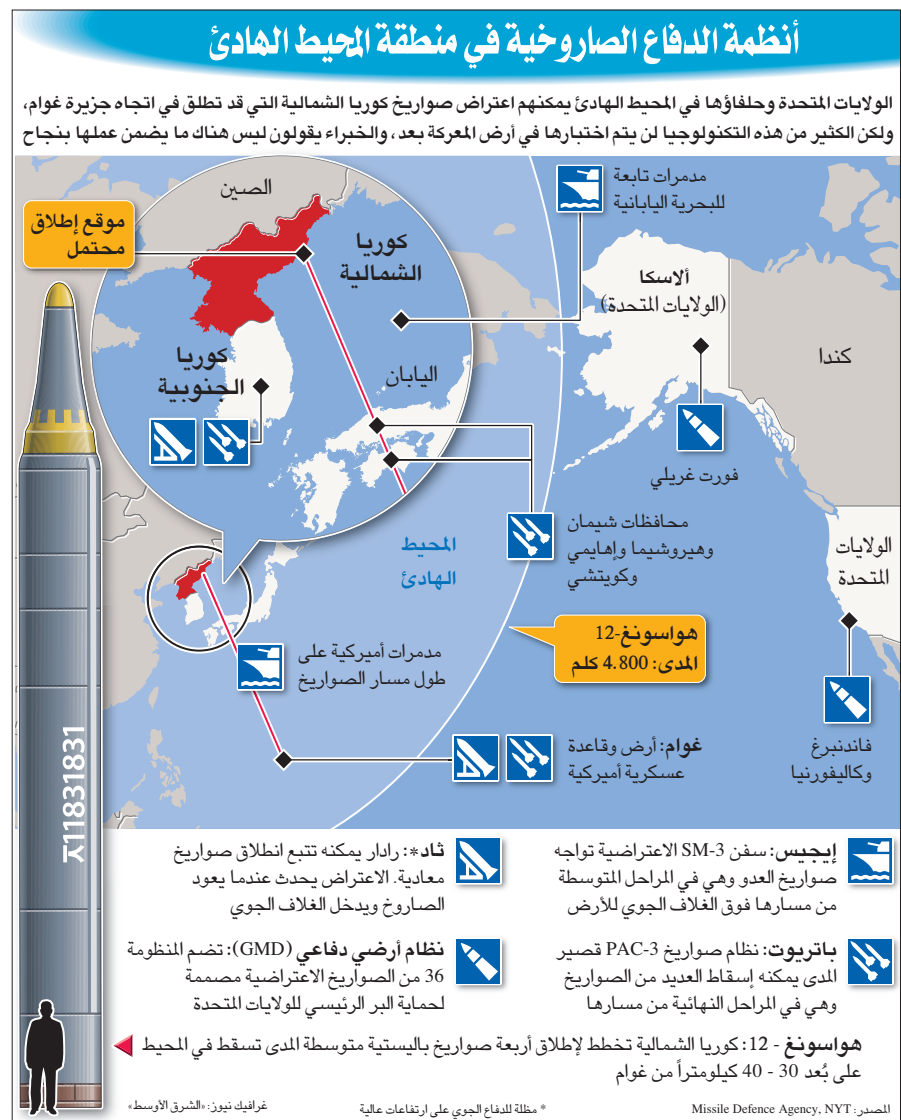 أنظمة الدفاع الصاروخية في منطقة المحيط الهادئ
الولايات المتحدة وحلفاؤها في المحيط الهادئ يمكنهم اعتراض صواريخ كوريا الشمالية التي قد تطلق في اتجاه جزيرة غوام،
ولكن الكثير من هذه التكنولوجيا لن يتم اختبارها في أرض المعركة بعد، والخبراء يقولون ليس هناك ما يضمن عملها بنجاح
مدمرات تابعة
للبحرية اليابانية
الصين
موقع إطلاق
محتمل
كوريا
الشمالية
ألاسكا
(الولايات المتحدة)
كندا
كوريا
الجنوبية
اليابان
فورت غريلي
محافظات شيمان
وهيروشيما وإهايمي
وكويتشي
المحيط
الهادئ
الولايات
المتحدة
هواسونغ-12
المدى: 4.800 كلم
مدمرات أميركية على
طول مسار الصواريخ
غوام: أرض وقاعدة
عسكرية أميركية
فاندنبرغ
وكاليفورنيا
ㅈ11831831
إيجيس: سفن SM-3 الاعتراضية تواجه
صواريخ العدو وهي في المراحل المتوسطة
من مسارها فوق الغلاف الجوي للأرض
ثاد*: رادار يمكنه تتبع انطلاق صواريخ
معادية. الاعتراض يحدث عندما يعود
الصاروخ ويدخل الغلاف الجوي
باتريوت: نظام صواريخ PAC-3 قصير
المدى يمكنه إسقاط العديد من الصواريخ
وهي في المراحل النهائية من مسارها
نظام أرضي دفاعي (GMD): تضم المنظومة
36 من الصواريخ الاعتراضية مصممة
لحماية البر الرئيسي للولايات المتحدة
هواسونغ - 12: كوريا الشمالية تخطط لإطلاق أربعة صواريخ باليستية متوسطة المدى تسقط في المحيط
على بُعد 30 - 40 كيلومتراً من غوام
المصدر: Missile Defence Agency, NYT
* مظلة للدفاع الجوي على ارتفاعات عالية
غرافيك نيوز: «الشرق الأوسط»